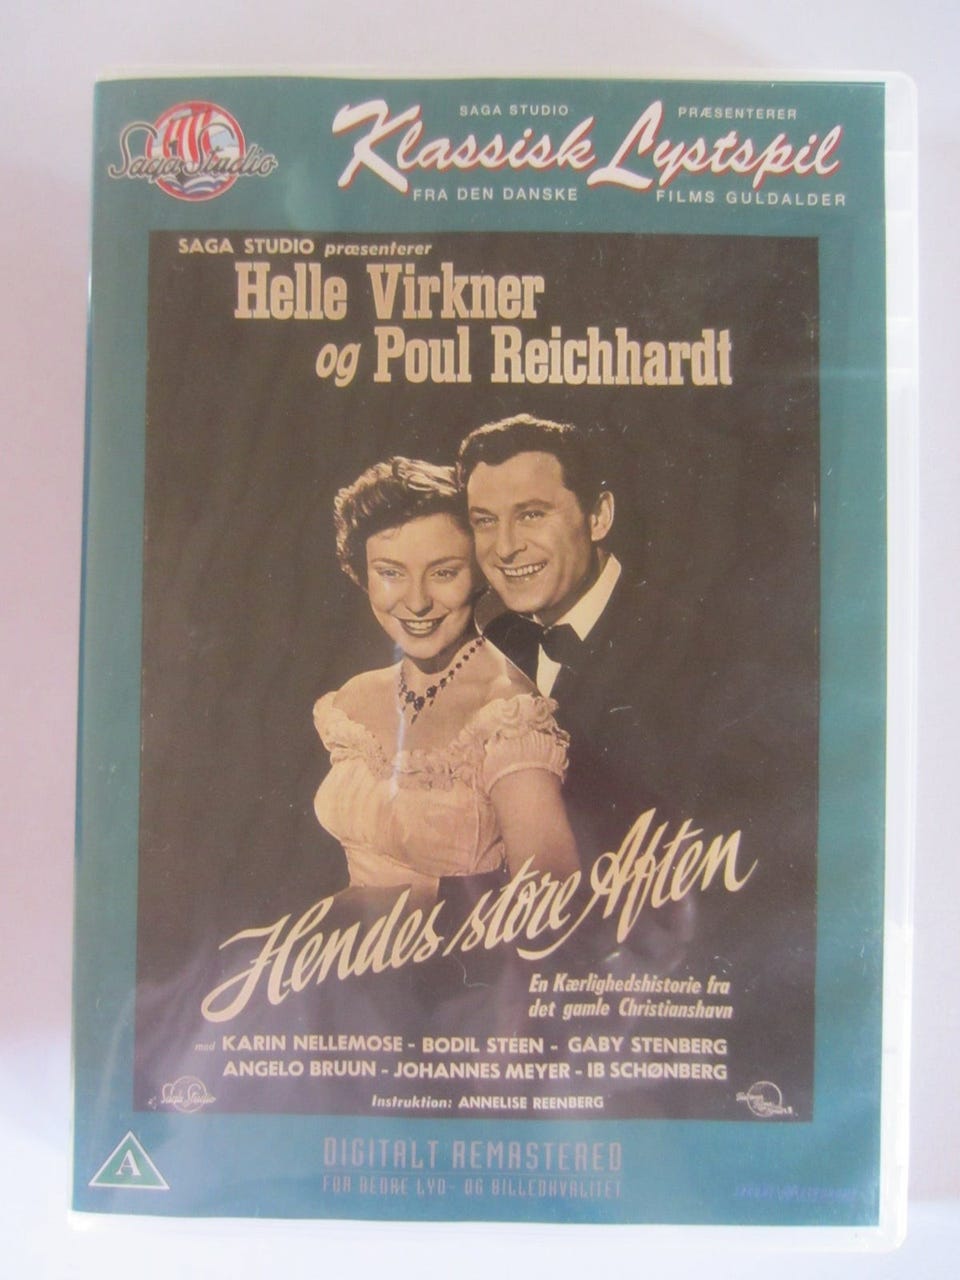 Saga Studio
SAGA STUDIO PRÆSENTERER
Klassisk Lystspil
FRA DEN DANSKE FILMS GULDALDER
SAGA STUDIO præsenterer
Helle Virkner
og Poul Reichhardt
Hendes store Aften
En Kærlighedshistorie fra
det gamle Christianshavn
med KARIN NELLEMOSE - BODIL STEEN - GABY STENBERG
ANGELO BRUUN - JOHANNES MEYER - IB SCHØNBERG
Saga Studio
Instruktion: ANNELISE REENBERG
A
DIGITALT REMASTERED
FOR BEDRE LYD- OG BILLEDKVALITET